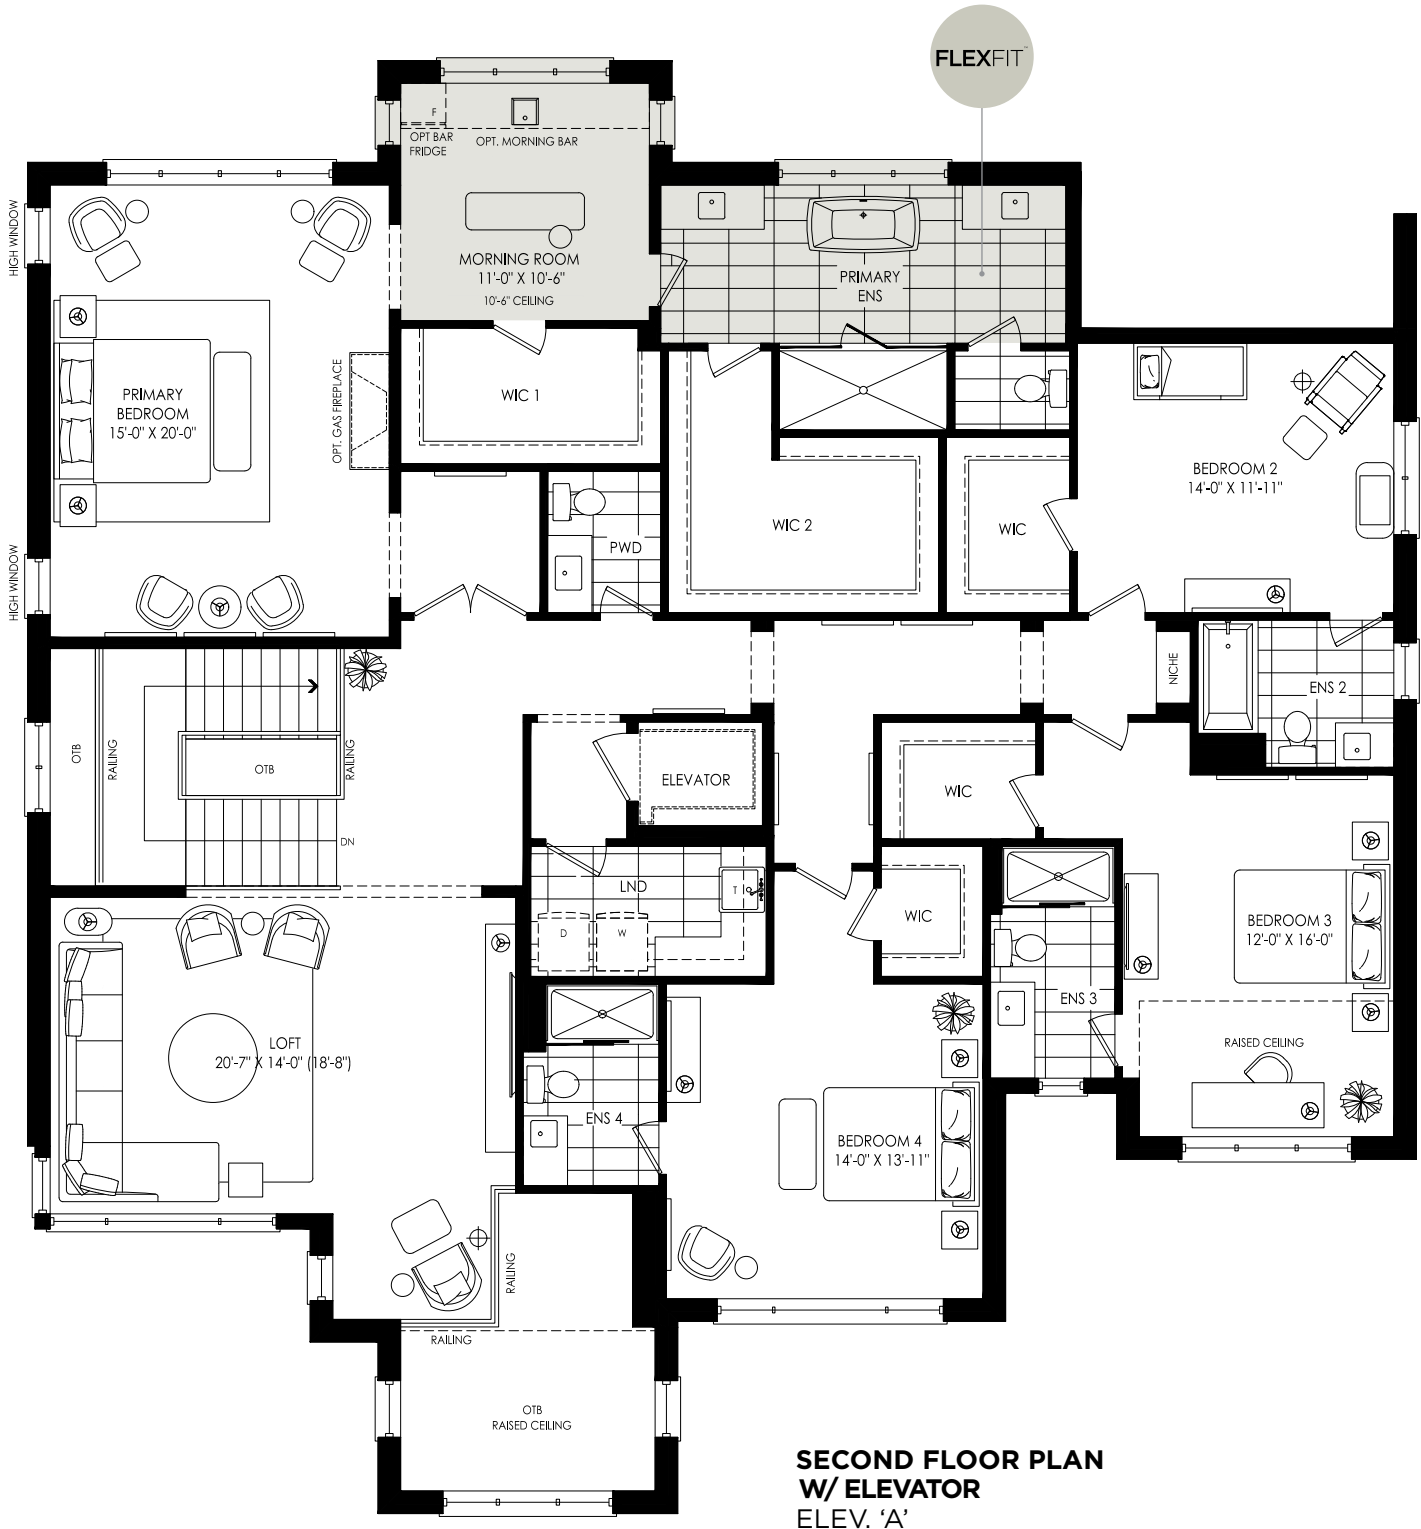 FLEXFIT™
F
OPT BAR
FRIDGE
OPT. MORNING BAR
HIGH WINDOW
MORNING ROOM
11'-0" X 10'-6"
10'-6" CEILING
PRIMARY
ENS
PRIMARY
BEDROOM
15'-0" X 20'-0"
OPT. GAS FIREPLACE
WIC 1
BEDROOM 2
14'-0" X 11'-11"
WIC 2
WIC
PWD
HIGH WINDOW
NICHE
ENS 2
OTB
RAILING
OTB
RAILING
ELEVATOR
WIC
DN
LND
T
D
W
WIC
BEDROOM 3
12'-0" X 16'-0"
ENS 3
RAISED CEILING
LOFT
20'-7" X 14'-0" (18'-8")
ENS 4
BEDROOM 4
14'-0" X 13'-11"
RAILING
RAILING
OTB
RAISED CEILING
SECOND FLOOR PLAN
W/ ELEVATOR
ELEV. ‘A’